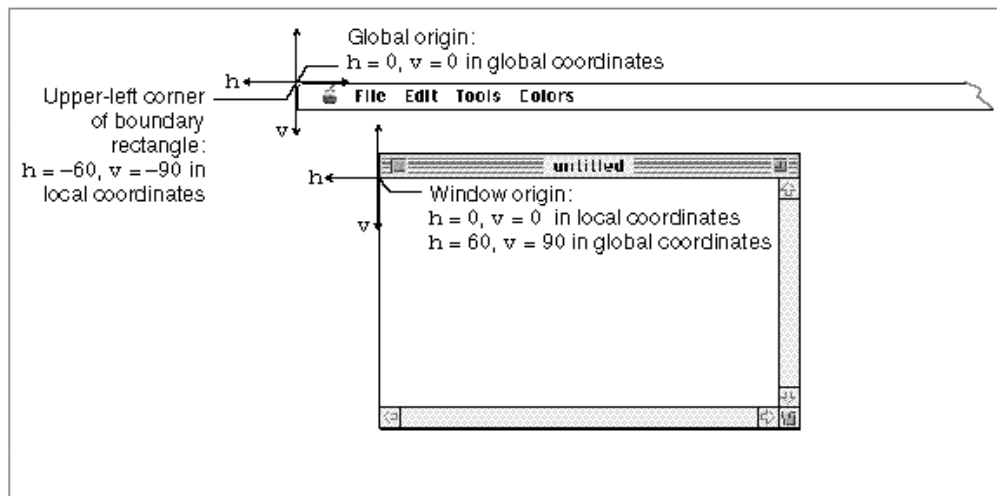 Global origin:
h = 0, v = 0 in global coordinates
h
Upper-left corner
of boundary
rectangle:
h = –60, v = –90 in
local coordinates
v
File Edit Tools Colors
untitled
h
Window origin:
h = 0, v = 0 in local coordinates
h = 60, v = 90 in global coordinates
v